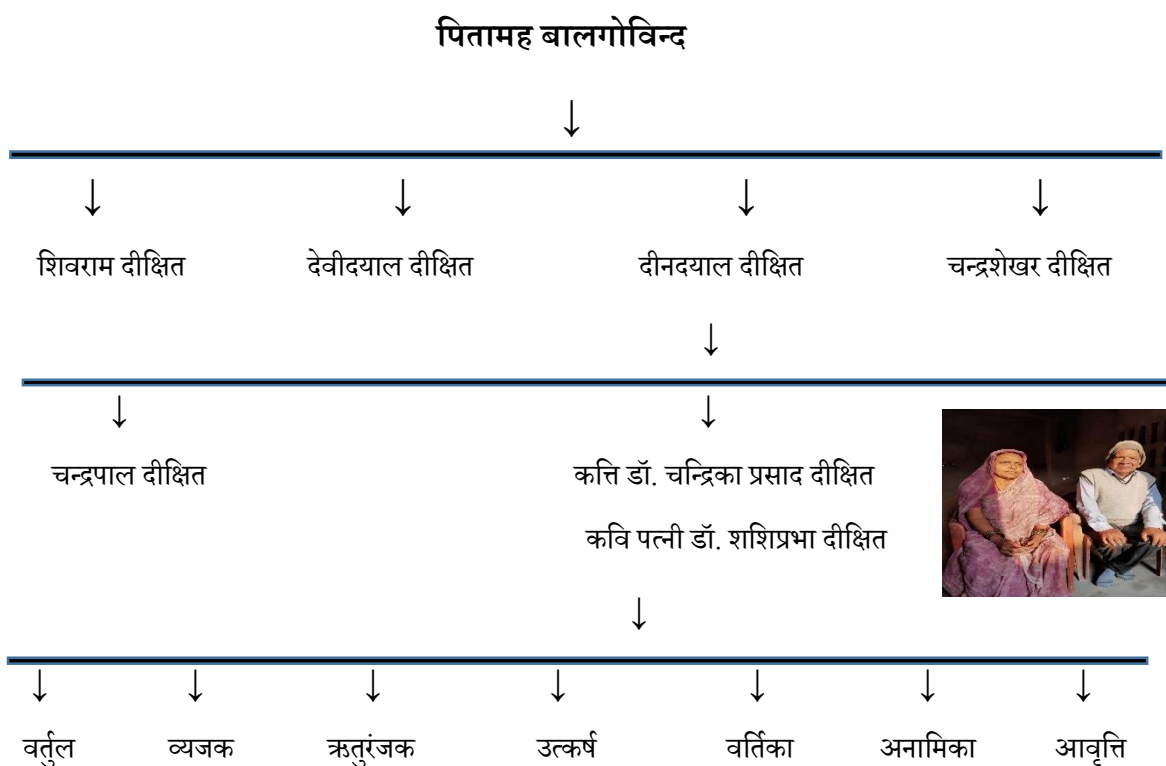 पितामह बालगोविन्द
↓
↓ ↓ ↓ ↓
शिवराम दीक्षित देवीदयाल दीक्षित दीनदयाल दीक्षित चन्द्रशेखर दीक्षित
↓
↓ ↓
चन्द्रपाल दीक्षित कत्ति डॉ. चन्द्रिका प्रसाद दीक्षित
कवि पत्नी डॉ. शशिप्रभा दीक्षित
↓
↓ ↓ ↓ ↓ ↓ ↓ ↓
वर्तुल व्यजक ऋतुरंजक उत्कर्ष वर्तिका अनामिका आवृत्ति